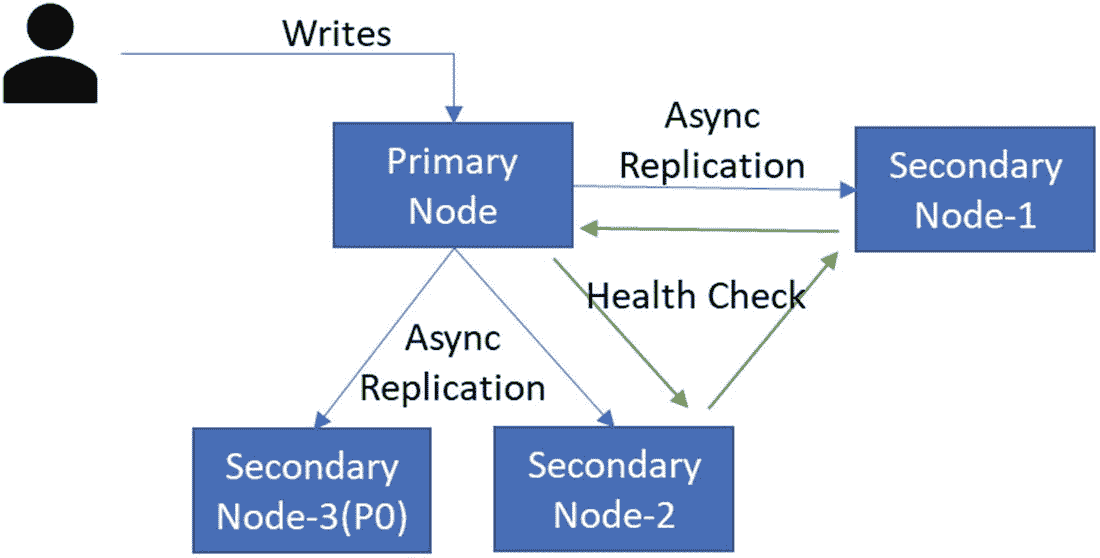 Writes
Primary
Node
Async
Replication
Secondary
Node-1
Health Check
Async
Replication
Secondary
Node-3(P0)
Secondary
Node-2